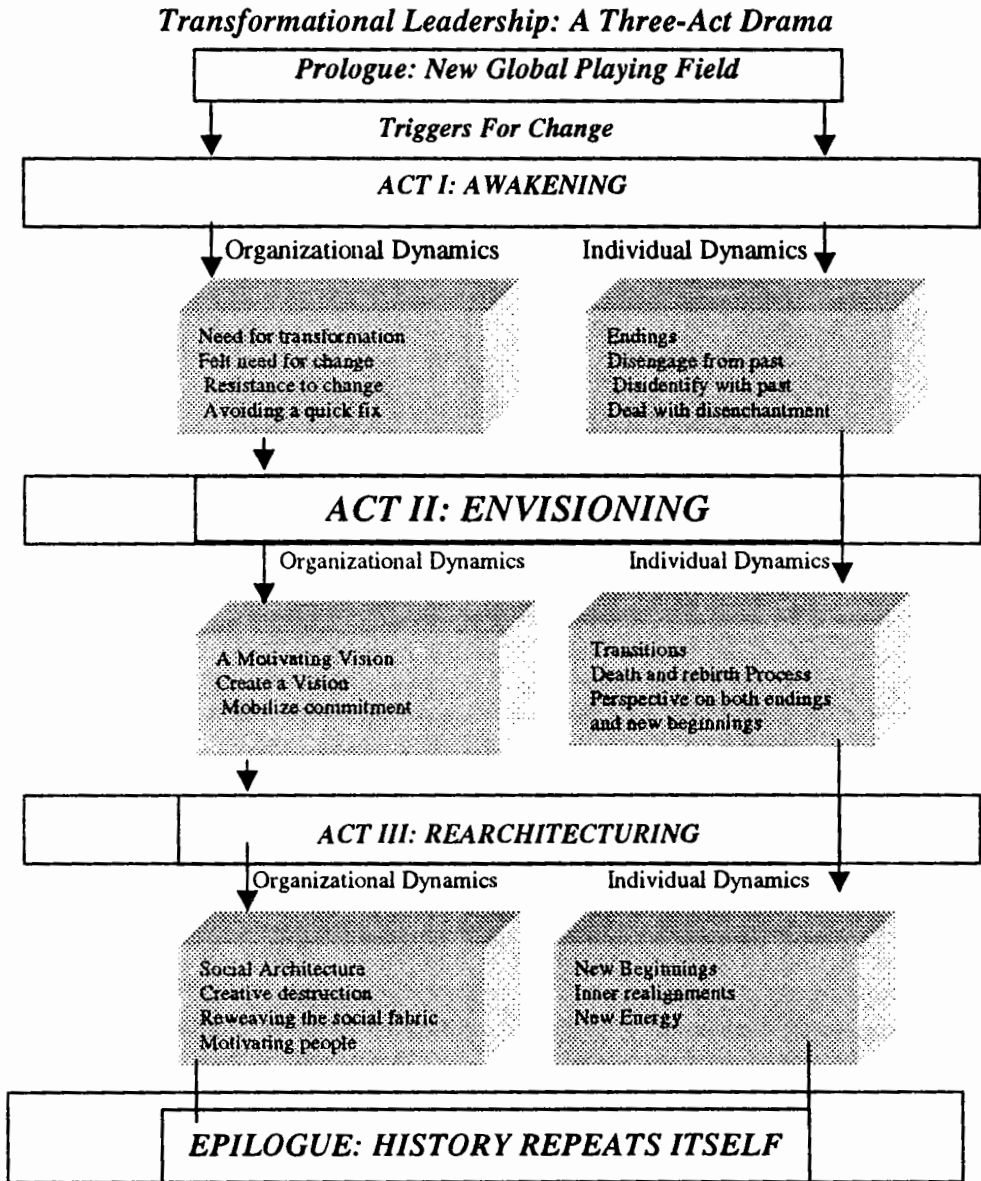 Transformational Leadership: A Three-Act Drama
Prologue: New Global Playing Field
Triggers For Change
ACT I: AWAKENING
Organizational Dynamics
Individual Dynamics
Need for transformation
Felt need for change
Resistance to change
Avoiding a quick fix
Endings
Disengage from past
Disidentify with past
Deal with disenchantment
ACT II: ENVISIONING
Organizational Dynamics
Individual Dynamics
A Motivating Vision
Create a Vision
Mobilize commitment
Transitions
Death and rebirth Process
Perspective on both endings
and new beginnings
ACT III: REARCHITECTURING
Organizational Dynamics
Individual Dynamics
Social Architecture
Creative destruction
Reweaving the social fabric
Motivating people
New Beginnings
Inner realignments
New Energy
EPILOGUE: HISTORY REPEATS ITSELF